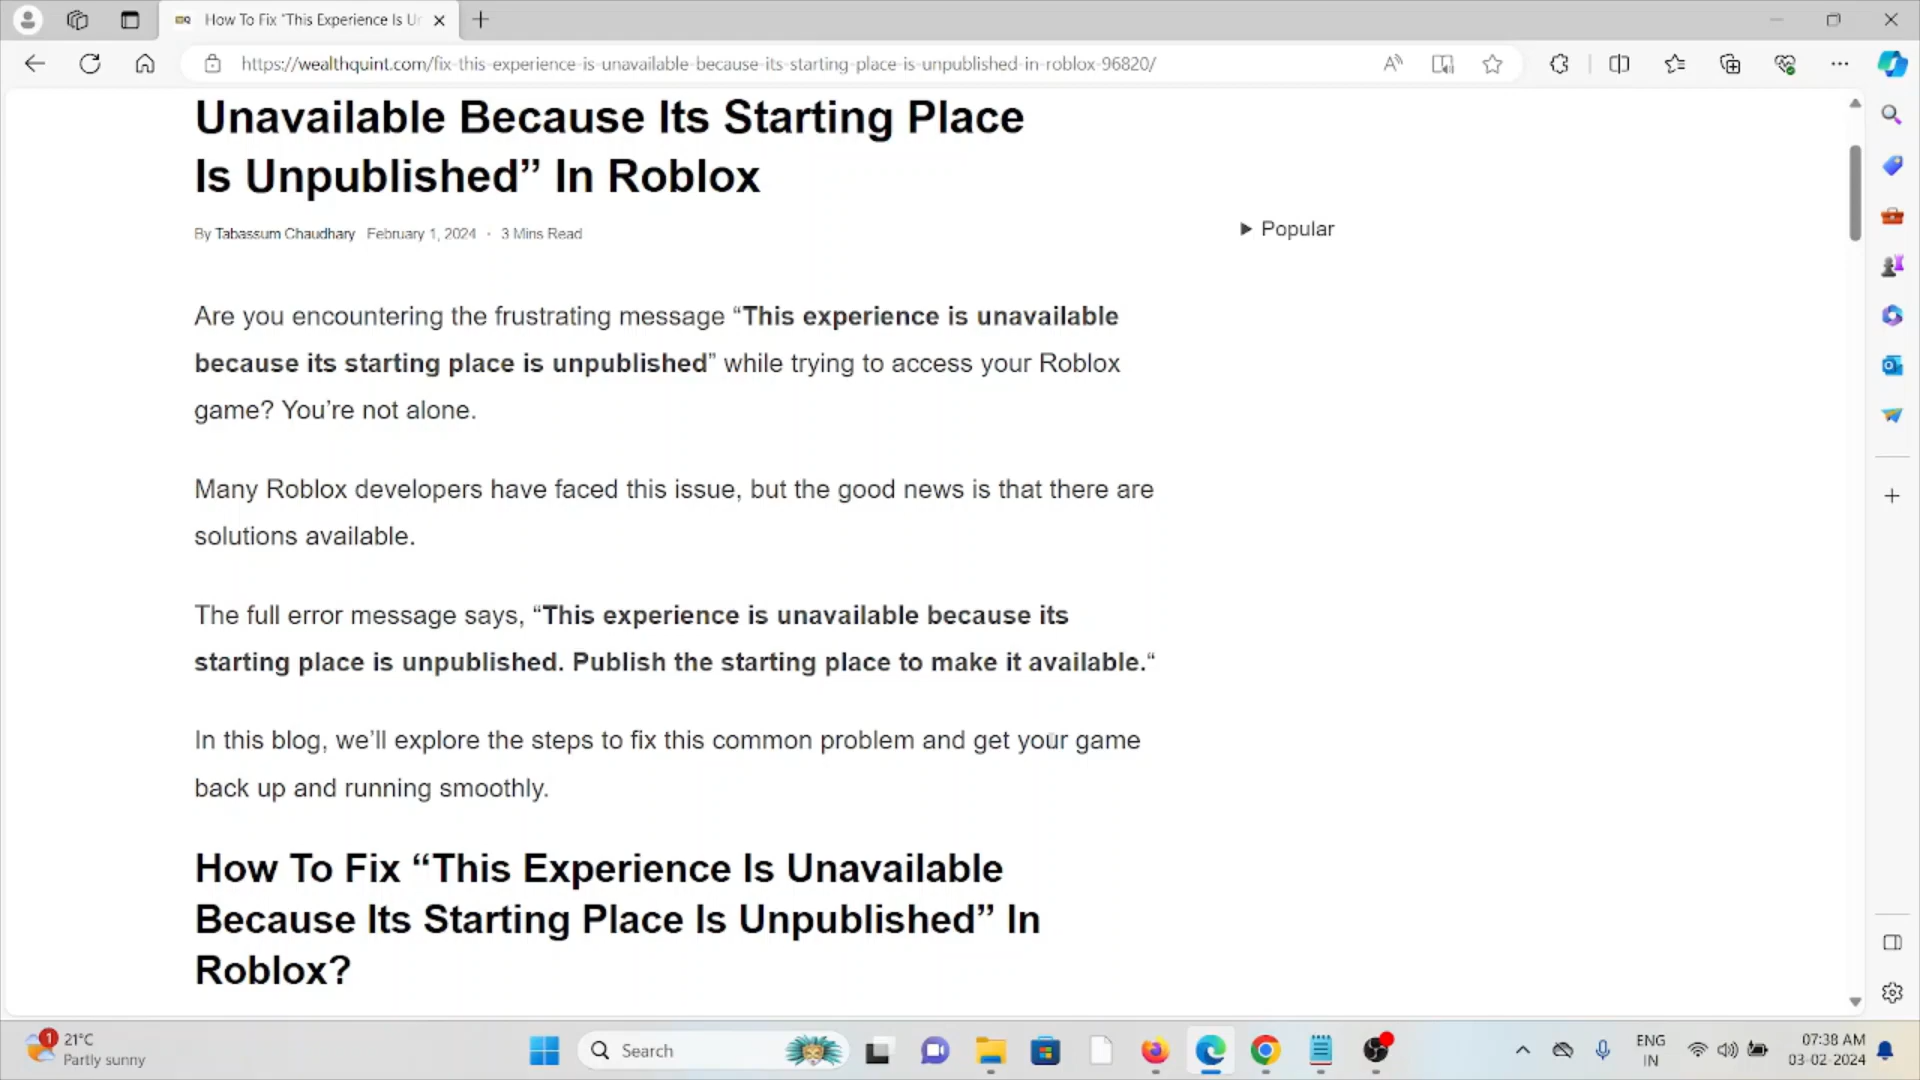 How To Fix "This Experience Is Ur
https://wealthquint.com/fix-this-experience-is-unavailable-because-its-starting-place-is-unpublished-in-roblox-96820/
Unavailable Because Its Starting Place
Is Unpublished” In Roblox
By Tabassum Chaudhary February 1, 2024 · 3 Mins Read
▶ Popular
Are you encountering the frustrating message “This experience is unavailable
because its starting place is unpublished” while trying to access your Roblox
game? You’re not alone.
Many Roblox developers have faced this issue, but the good news is that there are
solutions available.
The full error message says, “This experience is unavailable because its
starting place is unpublished. Publish the starting place to make it available.“
In this blog, we’ll explore the steps to fix this common problem and get your game
back up and running smoothly.
How To Fix “This Experience Is Unavailable
Because Its Starting Place Is Unpublished” In
Roblox?
1
21°C
Partly sunny
Search
ENG
IN
07:38 AM
03-02-2024